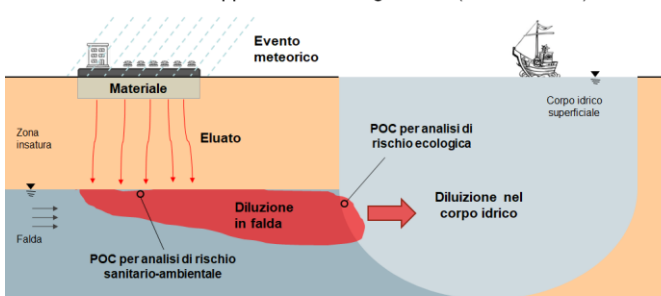 Evento
meteorico
Materiale
Corpo idrico
superficiale
Zona
insatura
Eluato
POC per analisi di
rischio ecologica
Diluzione
in falda
Diluizione nel
corpo idrico
Falda
POC per analisi di rischio
sanitario-ambientale